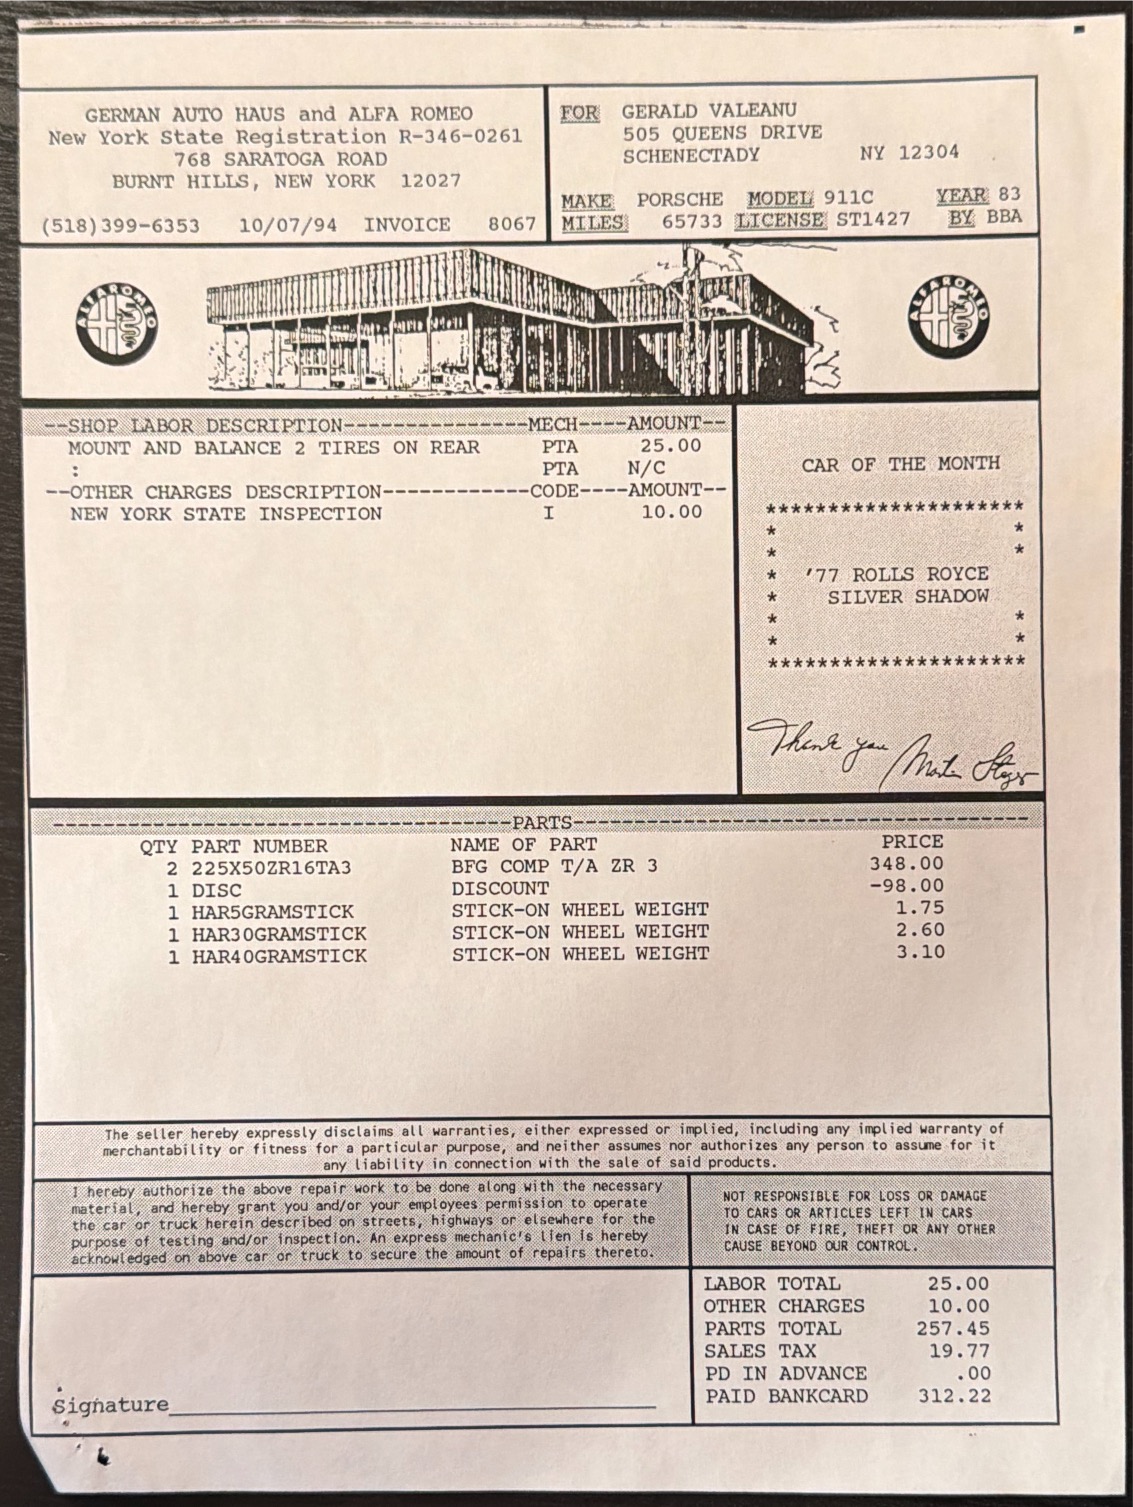 GERMAN AUTO HAUS and ALFA ROMEO
New York State Registration R-346-0261
768 SARATOGA ROAD
BURNT HILLS, NEW YORK 12027
(518)399-6353 10/07/94 INVOICE 8067
FOR GERALD VALEANU
505 QUEENS DRIVE
SCHENECTADY NY 12304
MAKE PORSCHE MODEL 911C YEAR 83
MILES 65733 LICENSE ST1427 BY BBA
ALFA ROMEO
ALFA ROMEO
--SHOP LABOR DESCRIPTION---------------MECH----AMOUNT--
MOUNT AND BALANCE 2 TIRES ON REAR PTA 25.00
: PTA N/C
--OTHER CHARGES DESCRIPTION------------CODE----AMOUNT--
NEW YORK STATE INSPECTION I 10.00
CAR OF THE MONTH
*********************
* *
* *
* '77 ROLLS ROYCE
* SILVER SHADOW
* *
* *
*********************
Thank you Martin
-------------------------------------PARTS-------------------------------------
QTY PART NUMBER NAME OF PART PRICE
2 225X50ZR16TA3 BFG COMP T/A ZR 3 348.00
1 DISC DISCOUNT -98.00
1 HAR5GRAMSTICK STICK-ON WHEEL WEIGHT 1.75
1 HAR30GRAMSTICK STICK-ON WHEEL WEIGHT 2.60
1 HAR40GRAMSTICK STICK-ON WHEEL WEIGHT 3.10
The seller hereby expressly disclaims all warranties, either expressed or implied, including any implied warranty of
merchantability or fitness for a particular purpose, and neither assumes nor authorizes any person to assume for it
any liability in connection with the sale of said products.
I hereby authorize the above repair work to be done along with the necessary
material, and hereby grant you and/or your employees permission to operate
the car or truck herein described on streets, highways or elsewhere for the
purpose of testing and/or inspection. An express mechanic's lien is hereby
acknowledged on above car or truck to secure the amount of repairs thereto.
NOT RESPONSIBLE FOR LOSS OR DAMAGE
TO CARS OR ARTICLES LEFT IN CARS
IN CASE OF FIRE, THEFT OR ANY OTHER
CAUSE BEYOND OUR CONTROL.
LABOR TOTAL 25.00
OTHER CHARGES 10.00
PARTS TOTAL 257.45
SALES TAX 19.77
PD IN ADVANCE .00
PAID BANKCARD 312.22
Signature